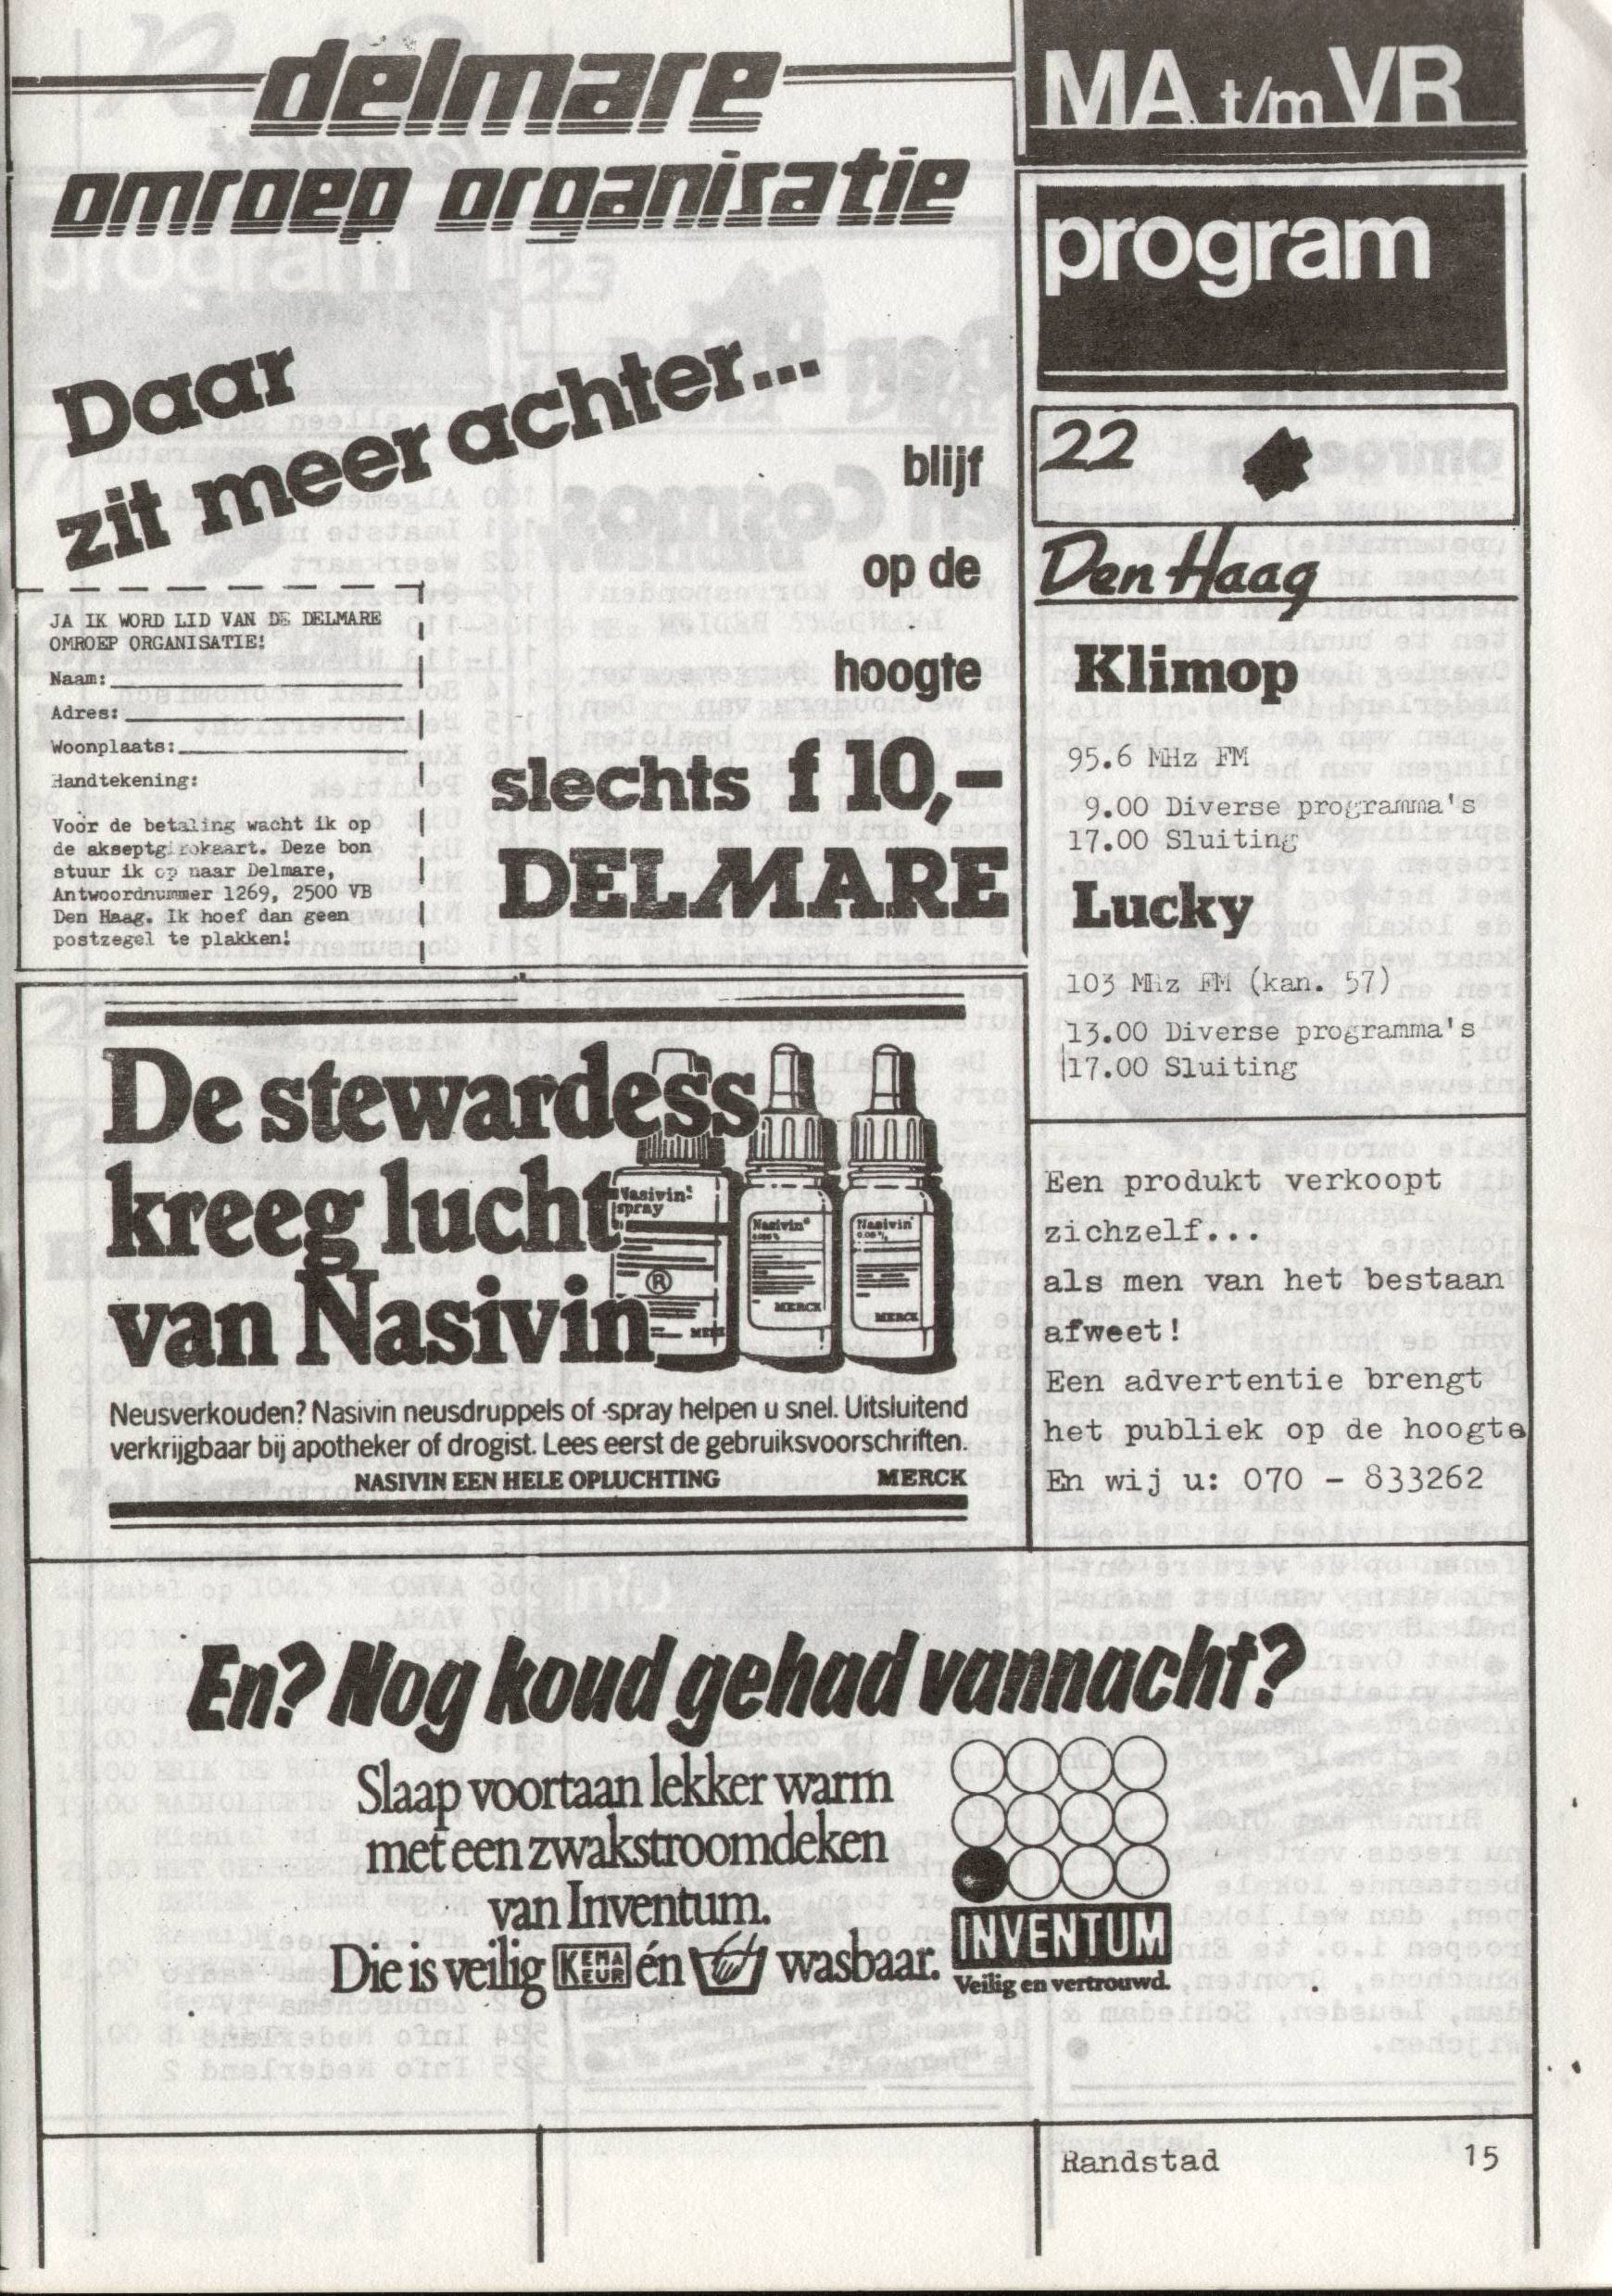 delmare
omroep organisatie
Daar
zit meer achter...
blijf
op de
hoogte
slechts f 10,-
DELMARE
JA IK WORD LID VAN DE DELMARE
OMROEP ORGANISATIE!
Naam:
Adres:
Woonplaats:
Handtekening:
Voor de betaling wacht ik op
de akseptgirokaart. Deze bon
stuur ik op naar Delmare,
Antwoordnummer 1269, 2500 VB
Den Haag. Ik hoef dan geen
postzegel te plakken!
MA t/m VR
program
22
Den Haag
Klimop
95.6 MHz FM
9.00 Diverse programma's
17.00 Sluiting
Lucky
103 MHz FM (kan. 57)
13.00 Diverse programma's
17.00 Sluiting
De stewardess
kreeg lucht
van Nasivin
Nasivin®
spray
®
MERCK
Nasivin®
MERCK
Nasivin
MERCK
Neusverkouden? Nasivin neusdruppels of -spray helpen u snel. Uitsluitend
verkrijgbaar bij apotheker of drogist. Lees eerst de gebruiksvoorschriften.
NASIVIN EEN HELE OPLUCHTING MERCK
Een produkt verkoopt
zichzelf...
als men van het bestaan
afweet!
Een advertentie brengt
het publiek op de hoogte
En wij u: 070 - 833262
En? Nog koud gehad vannacht?
Slaap voortaan lekker warm
met een zwakstroomdeken
van Inventum.
Die is veilig KEMA KEUR én wasbaar.
INVENTUM
Veilig en vertrouwd.
Randstad 15